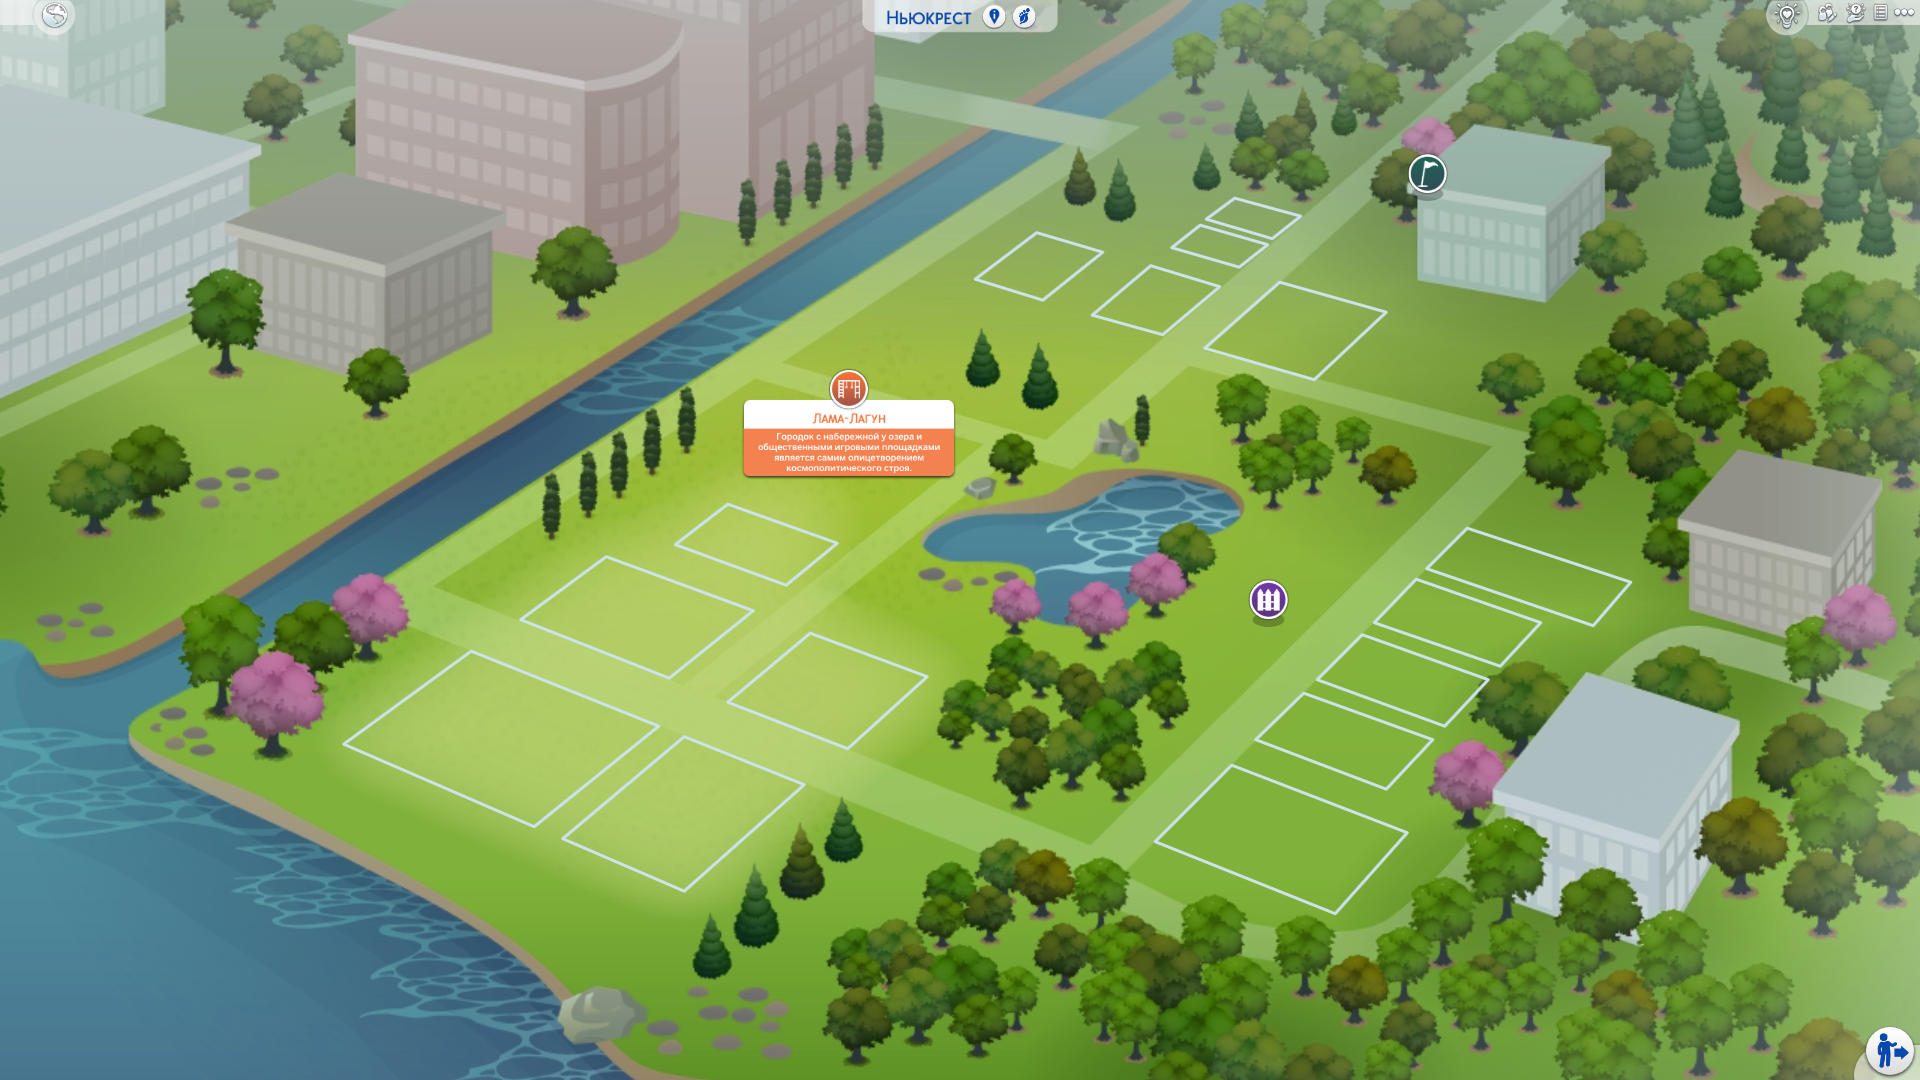 Ньюкрест
Лама-Лагун
Городок с набережной у озера и
общественными игровыми площадками
является самим олицетворением
космополитического строя.